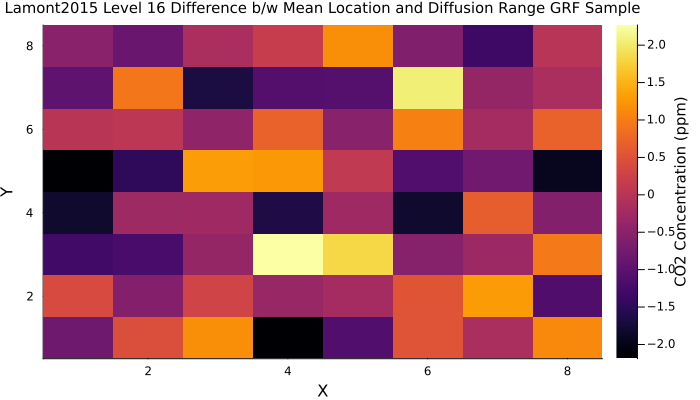 Lamont2015 Level 16 Difference b/w Mean Location and Diffusion Range GRF Sample
8
6
4
2
Y
2 4 6 8
X
2.0
1.5
1.0
0.5
0
−0.5
−1.0
−1.5
−2.0
CO2 Concentration (ppm)